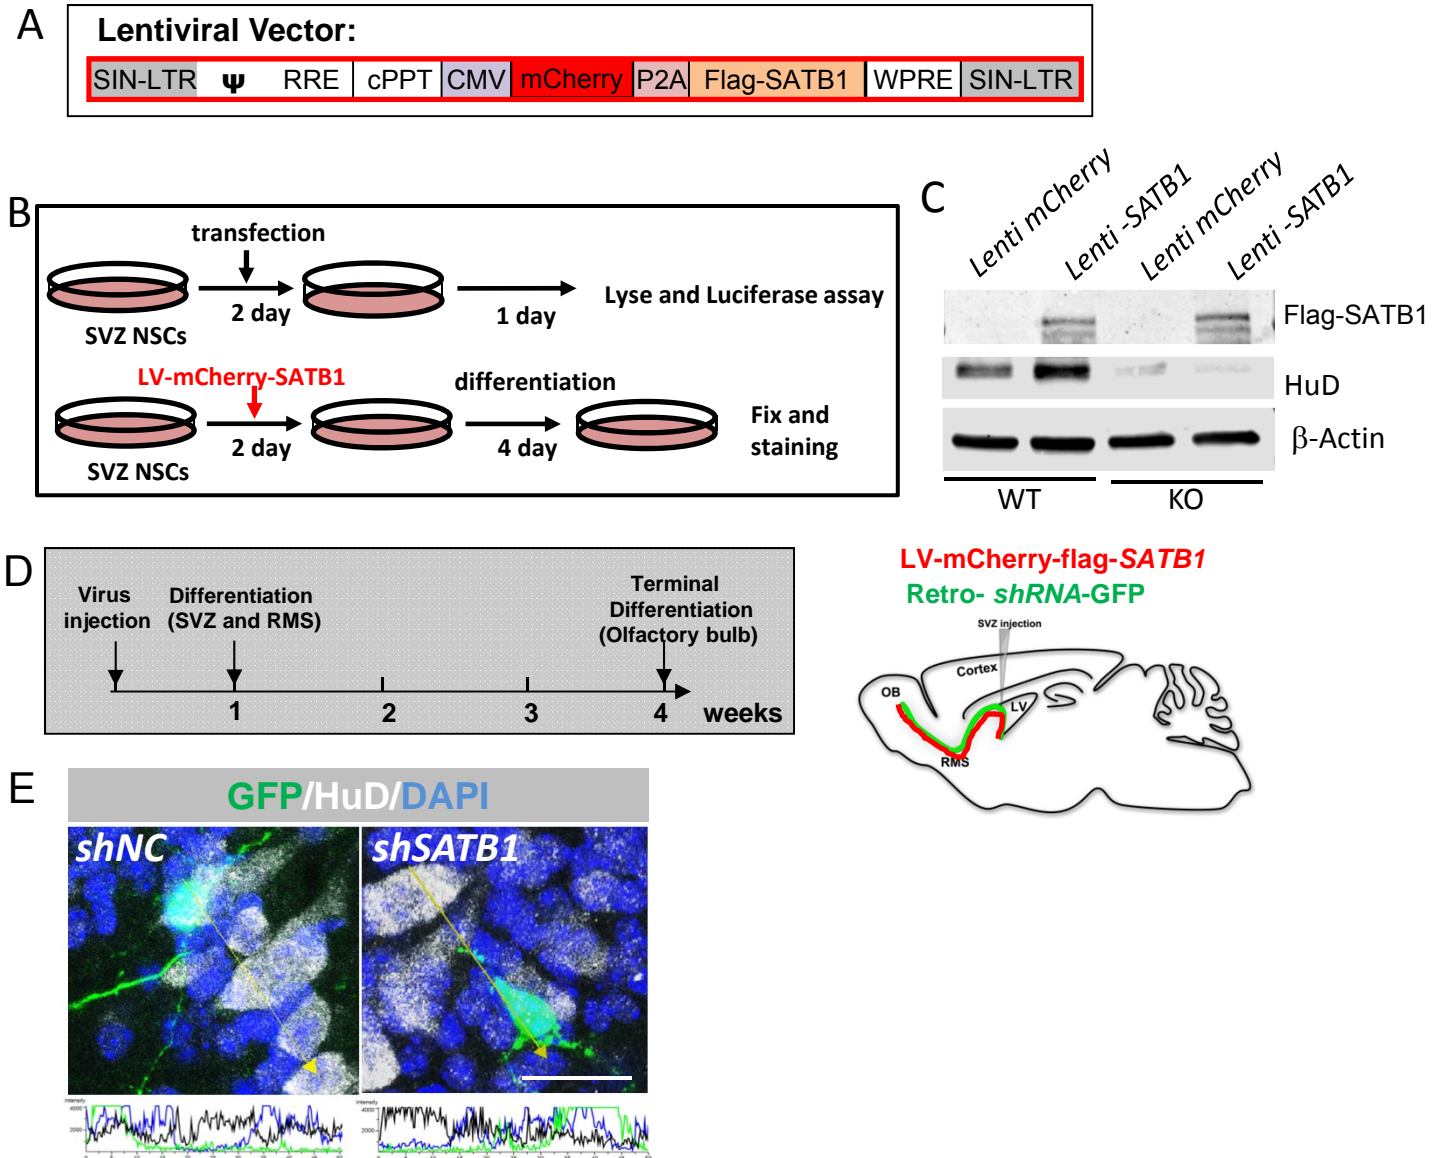 A
Lentiviral Vector:
SIN-LTR Ψ RRE cPPT CMV mCherry P2A Flag-SATB1 WPRE SIN-LTR
B
transfection
2 day
1 day
Lyse and Luciferase assay
SVZ NSCs
LV-mCherry-SATB1
differentiation
2 day
4 day
Fix and
staining
SVZ NSCs
C
Lenti mCherry
Lenti -SATB1
Lenti mCherry
Lenti -SATB1
Flag-SATB1
HuD
β-Actin
WT
KO
D
Virus
injection
Differentiation
(SVZ and RMS)
Terminal
Differentiation
(Olfactory bulb)
1 2 3 4 weeks
LV-mCherry-flag-SATB1
Retro- shRNA-GFP
SVZ injection
Cortex
OB
LV
RMS
E
GFP/HuD/DAPI
shNC
shSATB1
Intensity
4000
2000
Intensity
4000
2000